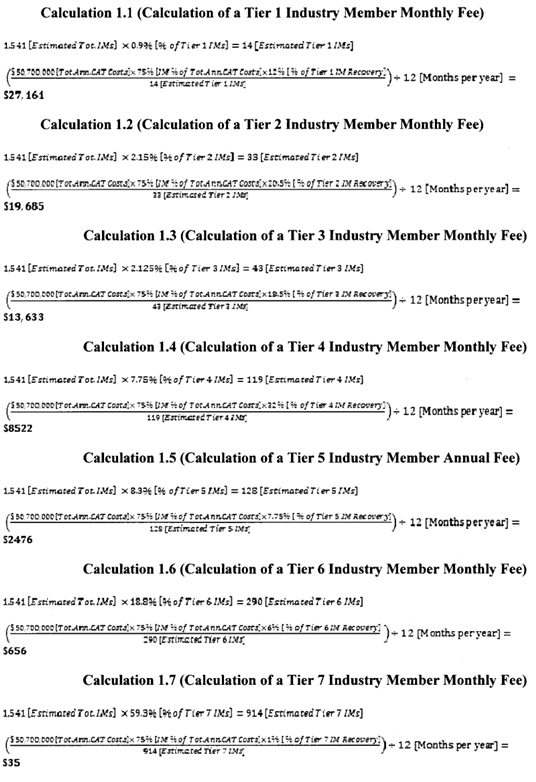 Calculation 1.1 (Calculation of a Tier 1 Industry Member Monthly Fee)
1.541 [Estimated Tot. IMs] × 0.9% [% of Tier 1 IMs] = 14 [Estimated Tier 1 IMs]
($50,700,000 [Tot.Ann.CAT Costs] × 75% [IM % of Tot.Ann.CAT Costs] × 12% [% of Tier 1 IM Recovery] / 14 [Estimated Tier 1 IMs]) ÷ 12 [Months per year] =
$27,161
Calculation 1.2 (Calculation of a Tier 2 Industry Member Monthly Fee)
1.541 [Estimated Tot. IMs] × 2.15% [% of Tier 2 IMs] = 33 [Estimated Tier 2 IMs]
($50,700,000 [Tot.Ann.CAT Costs] × 75% [IM % of Tot.Ann.CAT Costs] × 20.5% [% of Tier 2 IM Recovery] / 33 [Estimated Tier 2 IMs]) ÷ 12 [Months per year] =
$19,685
Calculation 1.3 (Calculation of a Tier 3 Industry Member Monthly Fee)
1.541 [Estimated Tot. IMs] × 2.125% [% of Tier 3 IMs] = 43 [Estimated Tier 3 IMs]
($50,700,000 [Tot.Ann.CAT Costs] × 75% [IM % of Tot.Ann.CAT Costs] × 18.5% [% of Tier 3 IM Recovery] / 43 [Estimated Tier 3 IMs]) ÷ 12 [Months per year] =
$13,633
Calculation 1.4 (Calculation of a Tier 4 Industry Member Monthly Fee)
1.541 [Estimated Tot. IMs] × 7.75% [% of Tier 4 IMs] = 119 [Estimated Tier 4 IMs]
($50,700,000 [Tot.Ann.CAT Costs] × 75% [IM % of Tot.Ann.CAT Costs] × 32% [% of Tier 4 IM Recovery] / 119 [Estimated Tier 4 IMs]) ÷ 12 [Months per year] =
$8522
Calculation 1.5 (Calculation of a Tier 5 Industry Member Annual Fee)
1.541 [Estimated Tot. IMs] × 8.3% [% of Tier 5 IMs] = 128 [Estimated Tier 5 IMs]
($50,700,000 [Tot.Ann.CAT Costs] × 75% [IM % of Tot.Ann.CAT Costs] × 7.75% [% of Tier 5 IM Recovery] / 128 [Estimated Tier 5 IMs]) ÷ 12 [Months per year] =
$2476
Calculation 1.6 (Calculation of a Tier 6 Industry Member Monthly Fee)
1.541 [Estimated Tot. IMs] × 18.8% [% of Tier 6 IMs] = 290 [Estimated Tier 6 IMs]
($50,700,000 [Tot.Ann.CAT Costs] × 75% [IM % of Tot.Ann.CAT Costs] × 6% [% of Tier 6 IM Recovery] / 290 [Estimated Tier 6 IMs]) ÷ 12 [Months per year] =
$656
Calculation 1.7 (Calculation of a Tier 7 Industry Member Monthly Fee)
1,541 [Estimated Tot. IMs] × 59.3% [% of Tier 7 IMs] = 914 [Estimated Tier 7 IMs]
($50,700,000 [Tot.Ann.CAT Costs] × 75% [IM % of Tot.Ann.CAT Costs] × 1% [% of Tier 7 IM Recovery] / 914 [Estimated Tier 7 IMs]) ÷ 12 [Months per year] =
$35